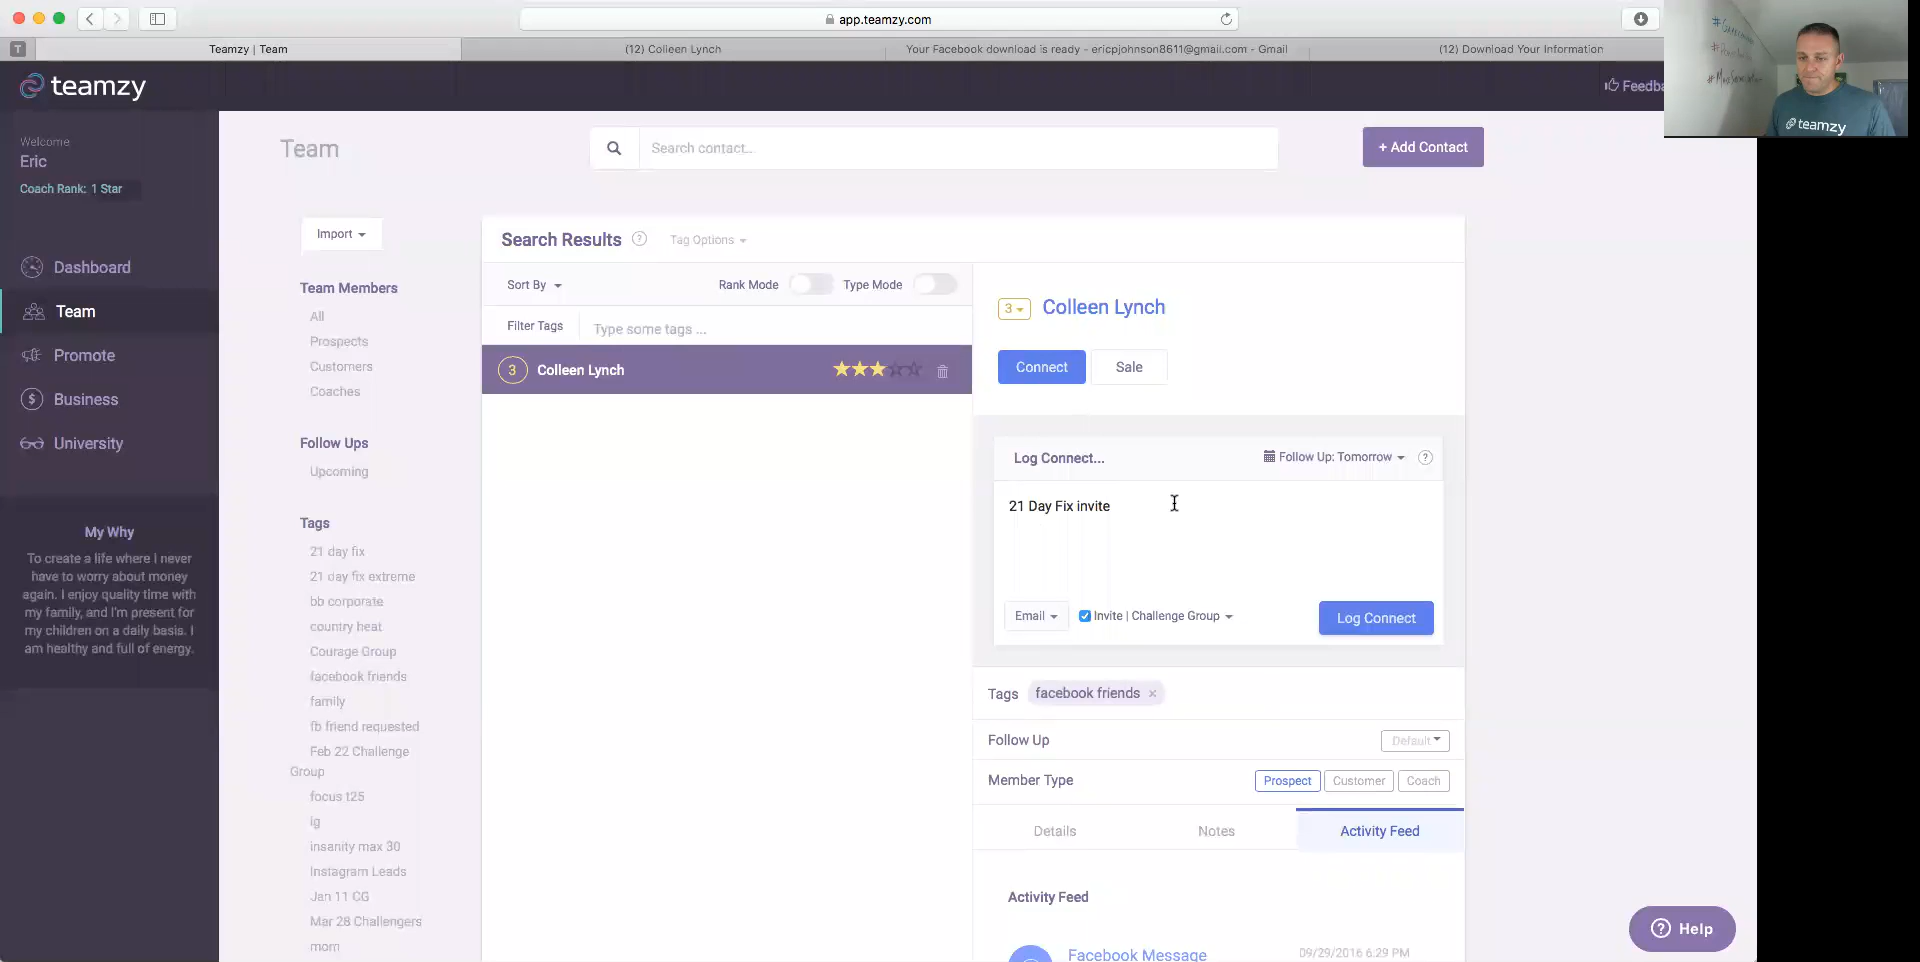 app.teamzy.com
T
Teamzy | Team
(12) Colleen Lynch
Your Facebook download is ready - ericpjohnson8611@gmail.com - Gmail
(12) Download Your Information
teamzy
Feedba
teamzy
Welcome
Eric
Coach Rank: 1 Star
Dashboard
Team
Promote
Business
University
My Why
To create a life where I never
have to worry about money
again. I enjoy quality time with
my family, and I'm present for
my children on a daily basis. I
am healthy and full of energy.
Team
Search contact...
+ Add Contact
Import
Team Members
All
Prospects
Customers
Coaches
Follow Ups
Upcoming
Tags
21 day fix
21 day fix extreme
bb corporate
country heat
Courage Group
facebook friends
family
fb friend requested
Feb 22 Challenge
Group
focus t25
ig
insanity max 30
Instagram Leads
Jan 11 CG
Mar 28 Challengers
mom
Search Results
?
Tag Options
Sort By
Rank Mode
Type Mode
Filter Tags
Type some tags ...
3
Colleen Lynch
3
Colleen Lynch
Connect
Sale
Log Connect...
Follow Up: Tomorrow
?
21 Day Fix invite
Email
Invite | Challenge Group
Log Connect
Tags
facebook friends ×
Follow Up
Default
Member Type
Prospect
Customer
Coach
Details
Notes
Activity Feed
Activity Feed
Facebook Message
09/29/2016 6:29 PM
? Help